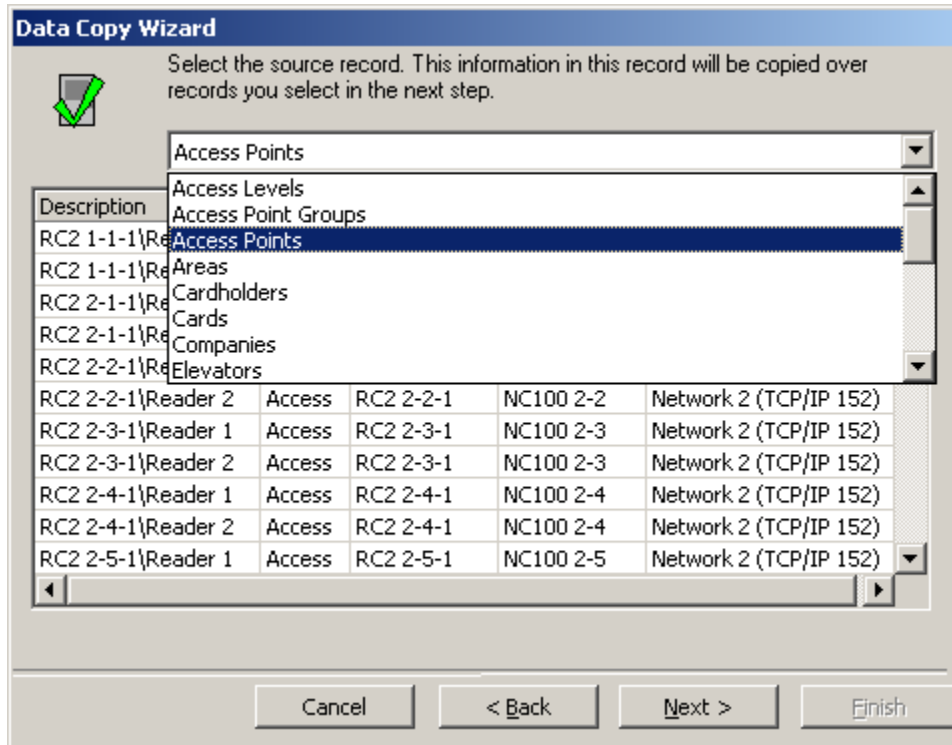 Data Copy Wizard
Select the source record. This information in this record will be copied over
records you select in the next step.
Access Points
Access Levels
Access Point Groups
Access Points
Areas
Cardholders
Cards
Companies
Elevators
Description
RC2 1-1-1\Re
RC2 1-1-1\Re
RC2 2-1-1\Re
RC2 2-1-1\Re
RC2 2-2-1\Re
RC2 2-2-1\Reader 2 Access RC2 2-2-1 NC100 2-2 Network 2 (TCP/IP 152)
RC2 2-3-1\Reader 1 Access RC2 2-3-1 NC100 2-3 Network 2 (TCP/IP 152)
RC2 2-3-1\Reader 2 Access RC2 2-3-1 NC100 2-3 Network 2 (TCP/IP 152)
RC2 2-4-1\Reader 1 Access RC2 2-4-1 NC100 2-4 Network 2 (TCP/IP 152)
RC2 2-4-1\Reader 2 Access RC2 2-4-1 NC100 2-4 Network 2 (TCP/IP 152)
RC2 2-5-1\Reader 1 Access RC2 2-5-1 NC100 2-5 Network 2 (TCP/IP 152)
Cancel < Back Next > Finish